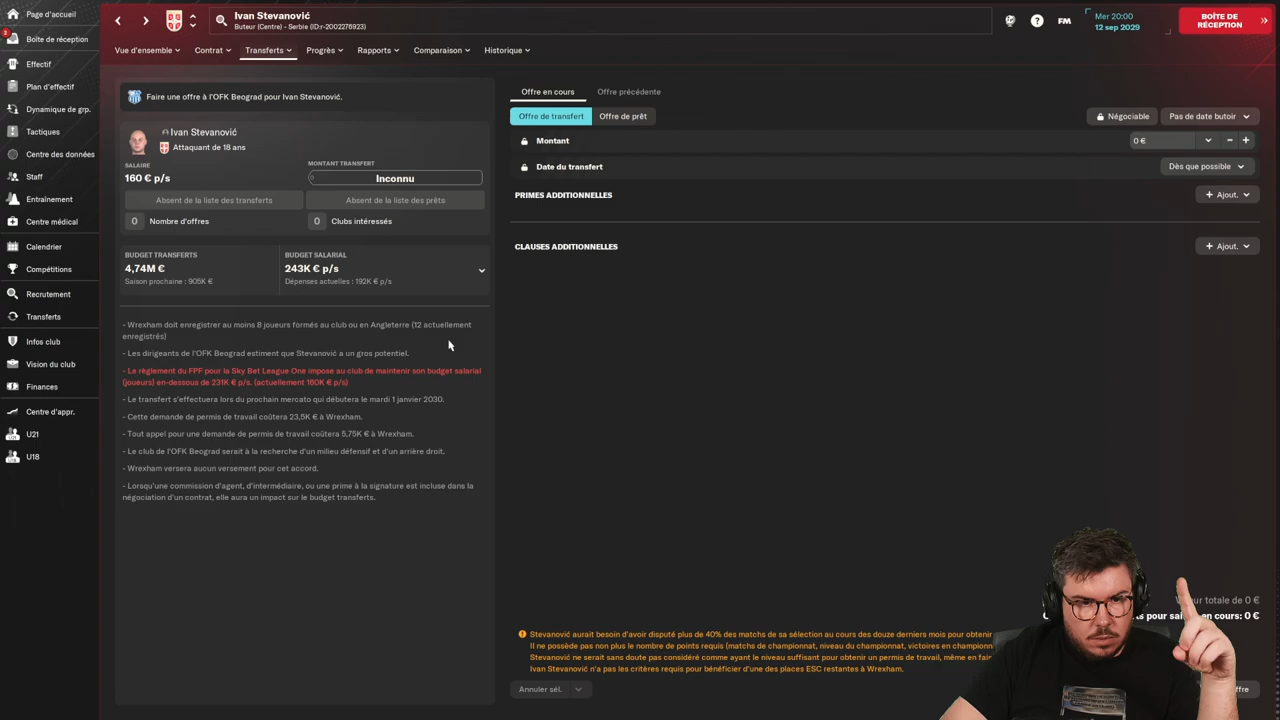 Page d'accueil
2
Boîte de réception
Effectif
Plan d'effectif
Dynamique de grp.
Tactiques
Centre des données
Staff
Entraînement
Centre médical
Calendrier
Compétitions
Recrutement
Transferts
Infos club
Vision du club
Finances
Centre d'appr.
U21
U18
Ivan Stevanović
Buteur (Centre) - Serbie (ID:r-2002276923)
FM
Mer 20:00
12 sep 2029
BOÎTE DE
RÉCEPTION
Vue d'ensemble
Contrat
Transferts
Progrès
Rapports
Comparaison
Historique
Faire une offre à l'OFK Beograd pour Ivan Stevanović.
Ivan Stevanović
Attaquant de 18 ans
SALAIRE
160 € p/s
MONTANT TRANSFERT
Inconnu
Absent de la liste des transferts
Absent de la liste des prêts
0 Nombre d'offres
0 Clubs intéressés
BUDGET TRANSFERTS
4,74M €
Saison prochaine : 905K €
BUDGET SALARIAL
243K € p/s
Dépenses actuelles : 192K € p/s
- Wrexham doit enregistrer au moins 8 joueurs formés au club ou en Angleterre (12 actuellement
enregistrés)
- Les dirigeants de l'OFK Beograd estiment que Stevanović a un gros potentiel.
- Le règlement du FPF pour la Sky Bet League One impose au club de maintenir son budget salarial
(joueurs) en-dessous de 231K € p/s. (actuellement 160K € p/s)
- Le transfert s'effectuera lors du prochain mercato qui débutera le mardi 1 janvier 2030.
- Cette demande de permis de travail coûtera 23,5K € à Wrexham.
- Tout appel pour une demande de permis de travail coûtera 5,75K € à Wrexham.
- Le club de l'OFK Beograd serait à la recherche d'un milieu défensif et d'un arrière droit.
- Wrexham versera aucun versement pour cet accord.
- Lorsqu'une commission d'agent, d'intermédiaire, ou une prime à la signature est incluse dans la
négociation d'un contrat, elle aura un impact sur le budget transferts.
Offre en cours
Offre précédente
Offre de transfert
Offre de prêt
Négociable
Pas de date butoir
Montant
0 €
Date du transfert
Dès que possible
PRIMES ADDITIONNELLES
Ajout.
CLAUSES ADDITIONNELLES
Ajout.
totale de 0 €
pour saison en cours: 0 €
Stevanović aurait besoin d'avoir disputé plus de 40% des matchs de sa sélection au cours des douze derniers mois pour obtenir
Il ne possède pas non plus le nombre de points requis (matchs de championnat, niveau du championnat, victoires en championn
Stevanović ne serait sans doute pas considéré comme ayant le niveau suffisant pour obtenir un permis de travail, même en fai
Ivan Stevanović n'a pas les critères requis pour bénéficier d'une des places ESC restantes à Wrexham.
Annuler sél.